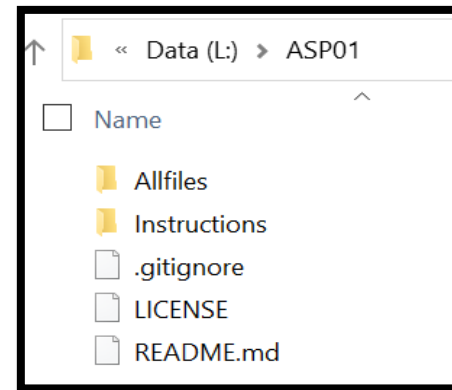 « Data (L:) > ASP01
Name
Allfiles
Instructions
.gitignore
LICENSE
README.md